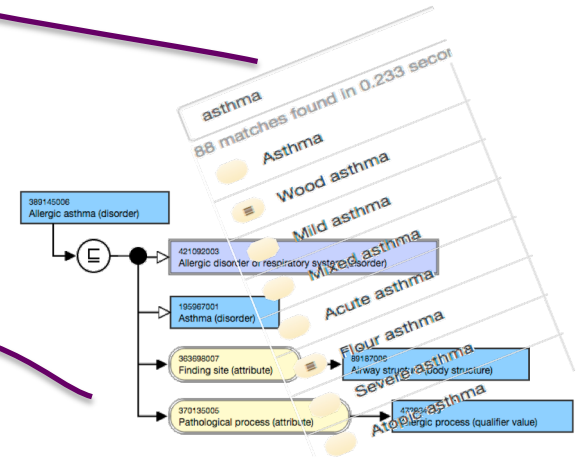 asthma
88 matches found in 0.233
Asthma
Wood asthma
Mild asthma
Mixed asthma
Acute asthma
Flour asthma
Severe asthma
Atopic asthma
389145006
Allergic asthma (disorder)
⊑
421092003
Allergic disorder of respiratory system (disorder)
195967001
Asthma (disorder)
363698007
Finding site (attribute)
89187006
Airway structure (body structure)
370135005
Pathological process (attribute)
Allergic process (qualifier value)